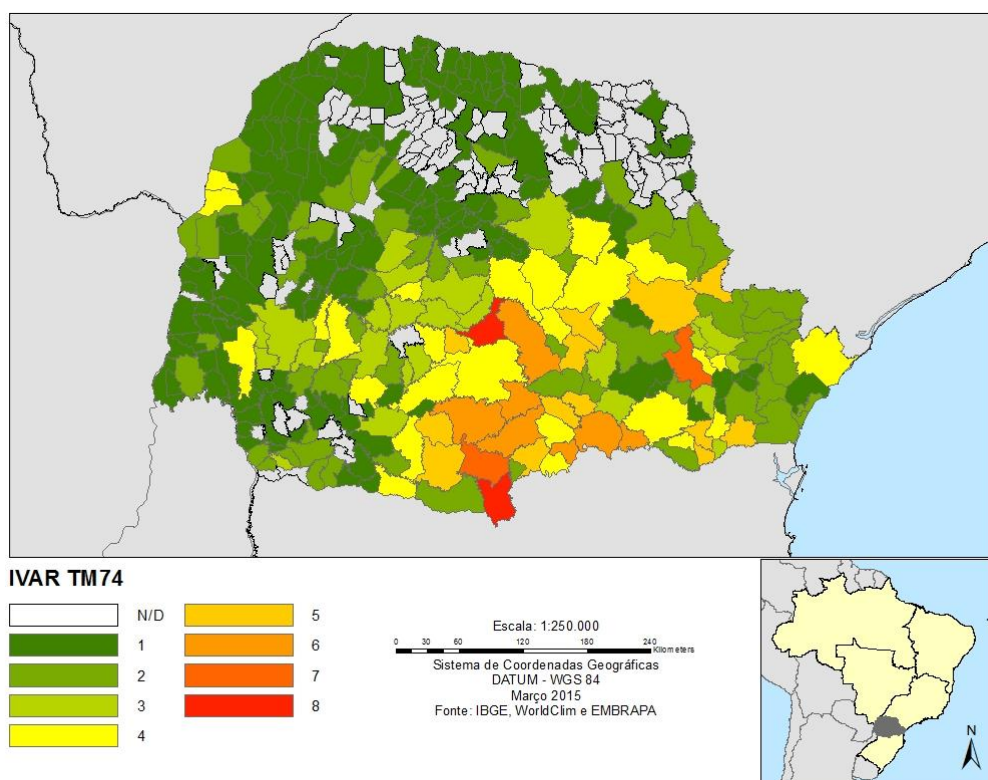 IVAR TM74
N/D
1
2
3
4
5
6
7
8
Escala: 1:250.000
0 30 60 120 180 240
Kilometers
Sistema de Coordenadas Geográficas
DATUM - WGS 84
Março 2015
Fonte: IBGE, WorldClim e EMBRAPA
N